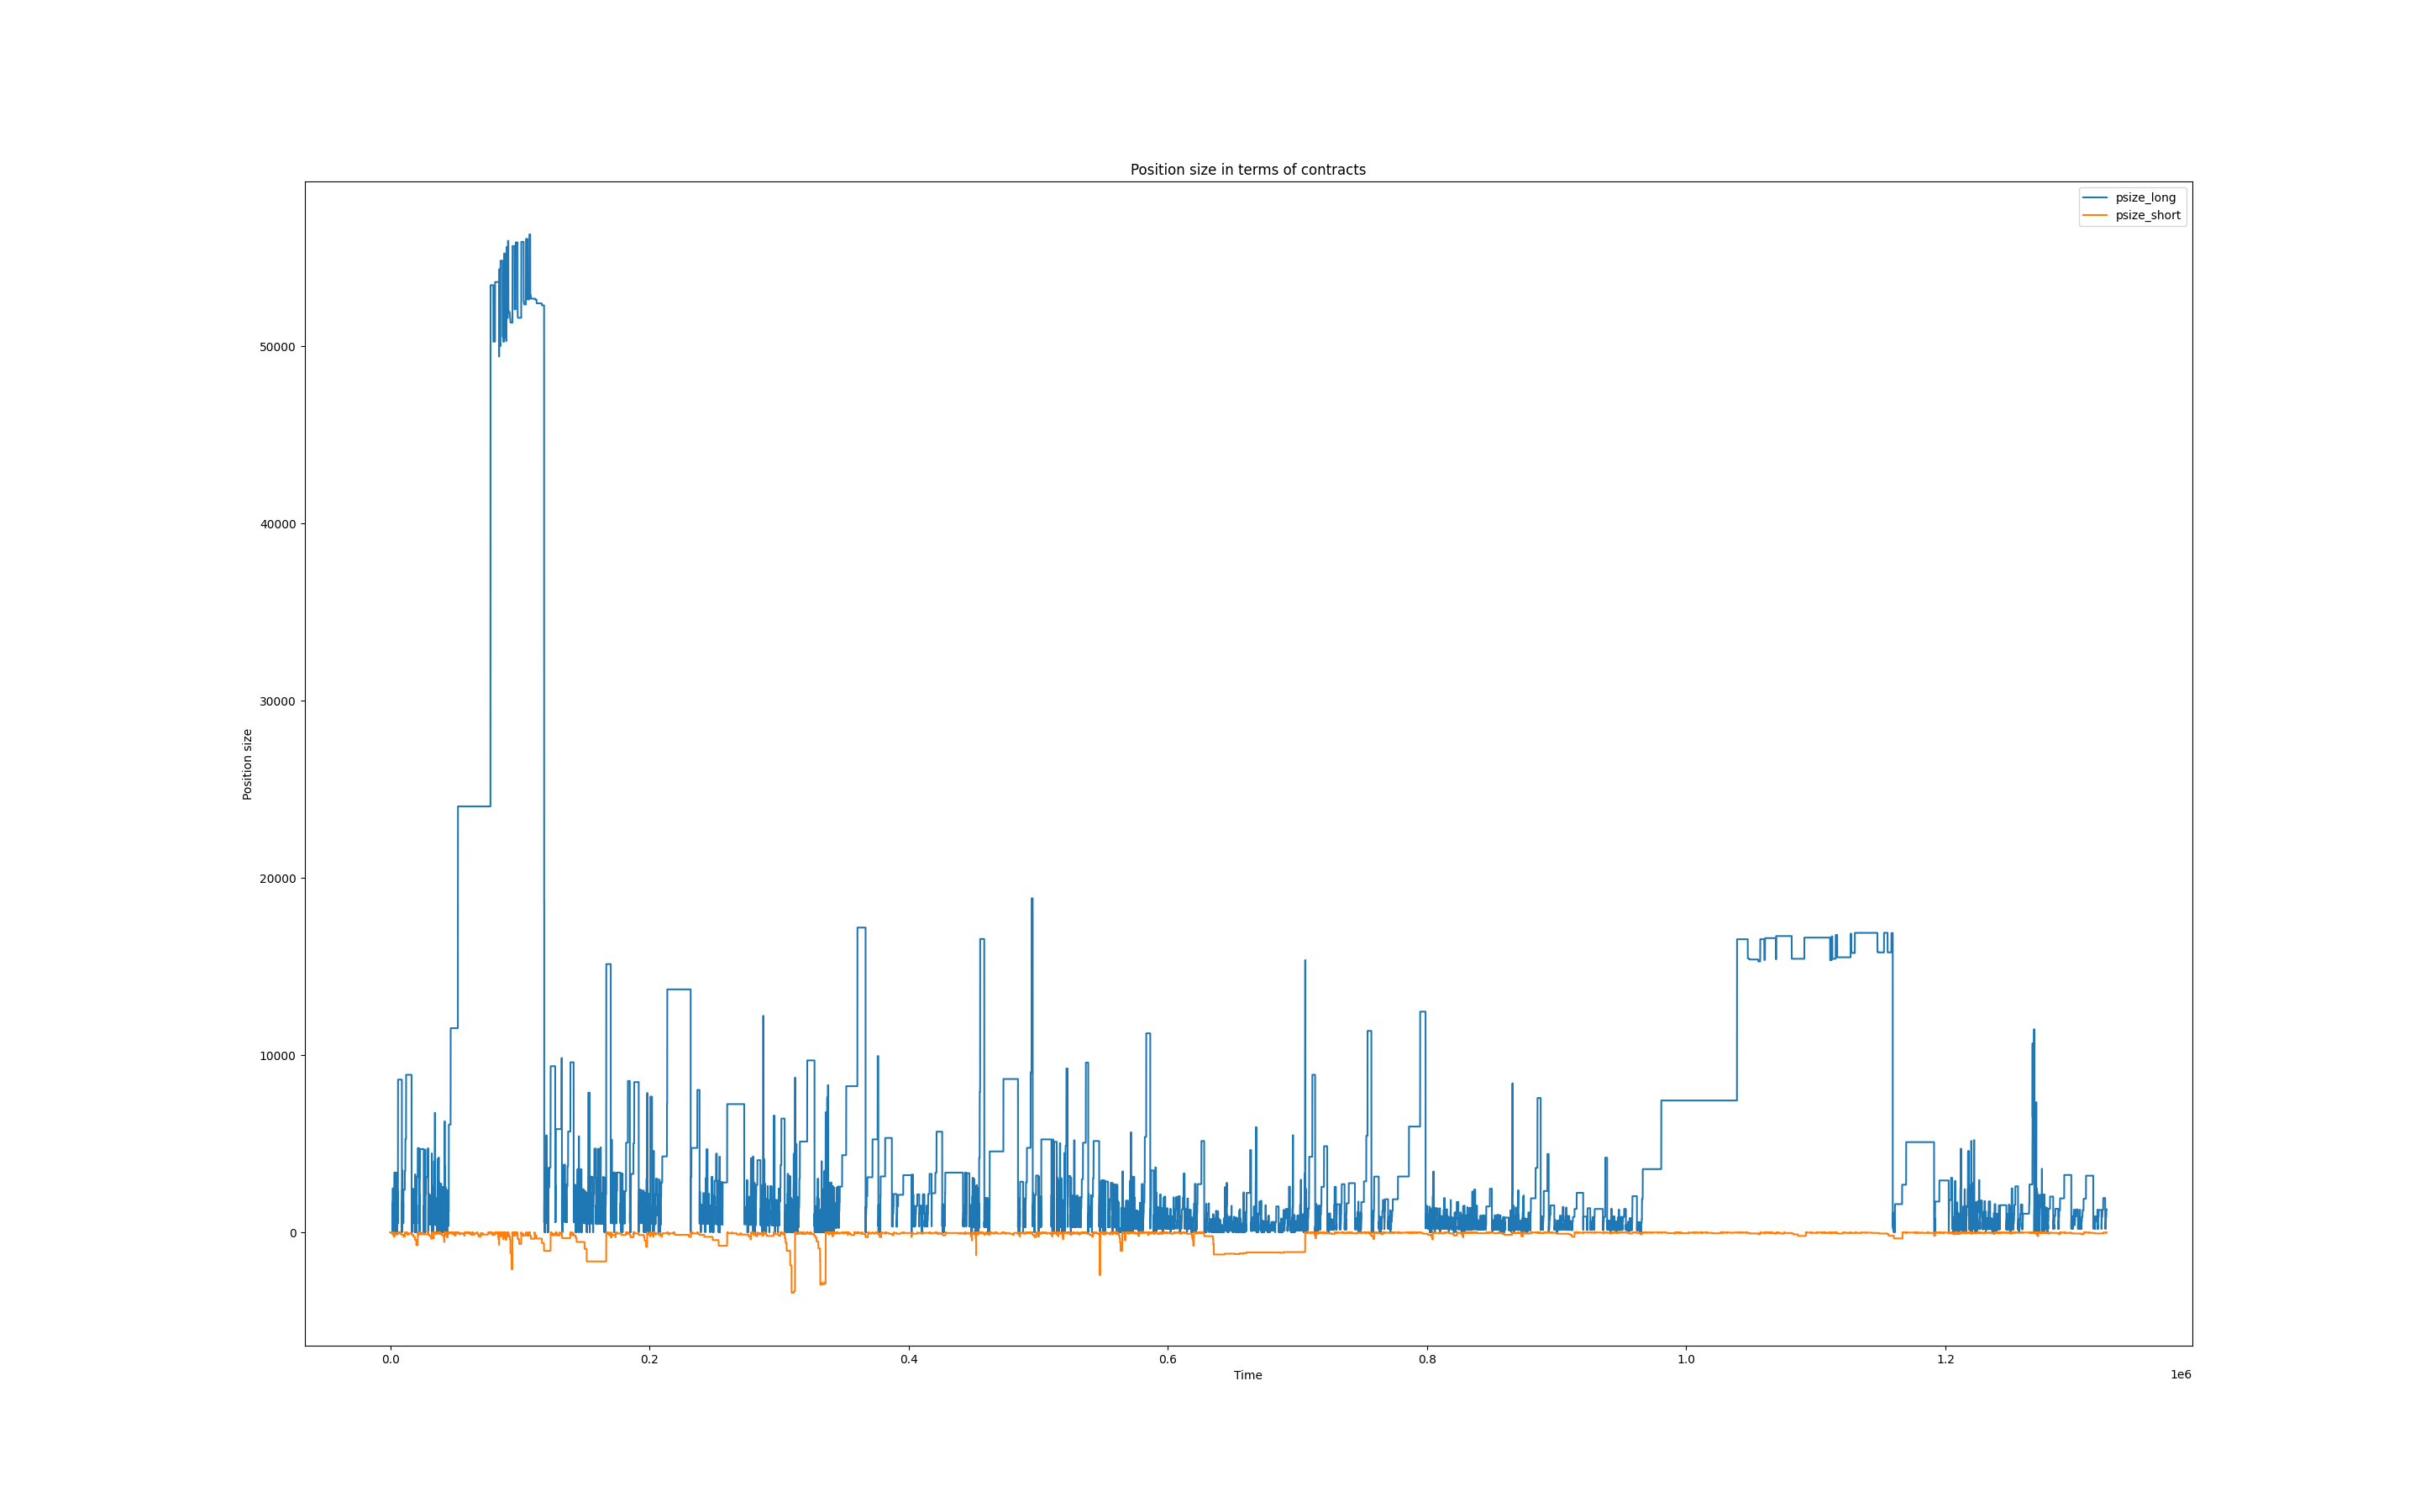 Position size in terms of contracts
psize_long
psize_short
Position size
50000
40000
30000
20000
10000
0
0.0 0.2 0.4 0.6 0.8 1.0 1.2
Time
1e6